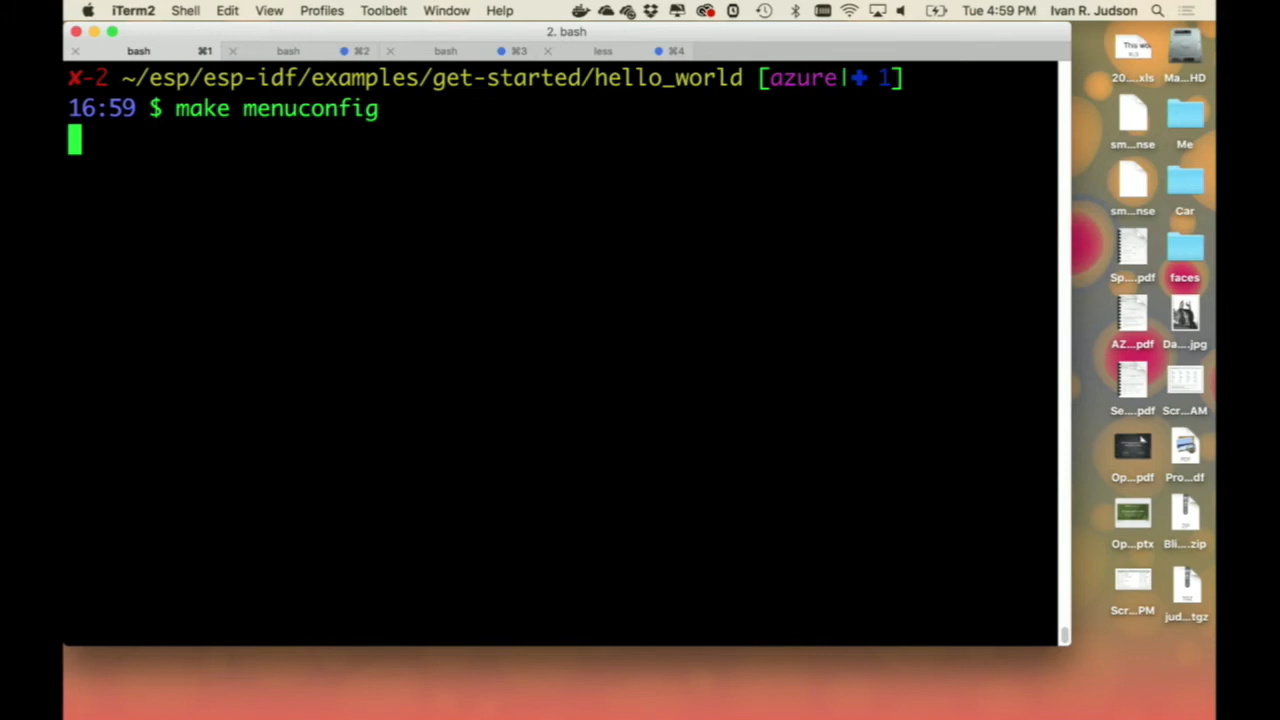 iTerm2 Shell Edit View Profiles Toolbelt Window Help Tue 4:59 PM Ivan R. Judson
2. bash
bash ⌘1 bash ⌘2 bash ⌘3 less ⌘4
✘-2 ~/esp/esp-idf/examples/get-started/hello_world [azure|✚ 1]
16:59 $ make menuconfig
This wo
XLS
20....xls Ma...HD
sm...nse Me
sm...nse Car
Sp....pdf faces
AZ...pdf Da....jpg
Se....pdf Scr...AM
Op....pdf Pro...df
Op...ptx Bli....zip
Scr...PM jud...tgz